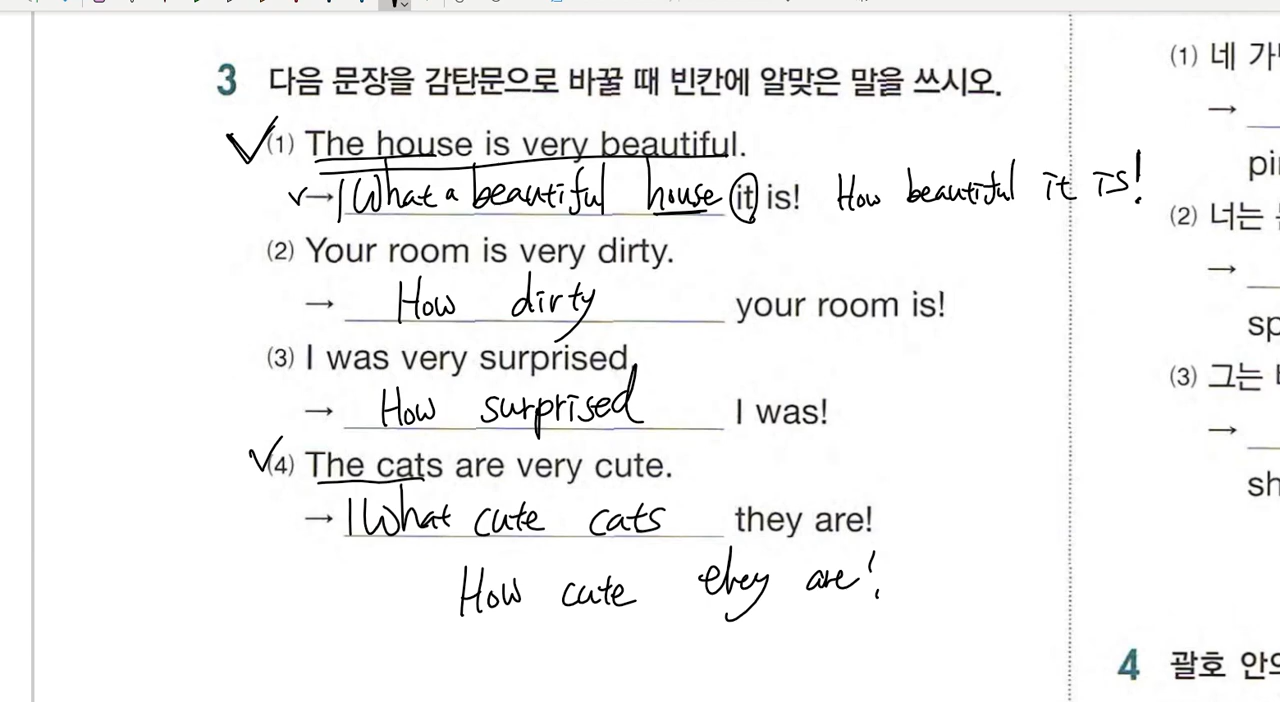 3 다음 문장을 감탄문으로 바꿀 때 빈칸에 알맞은 말을 쓰시오.
(1) The house is very beautiful.
→ What a beautiful house it is! How beautiful it is!
(2) Your room is very dirty.
→ How dirty your room is!
(3) I was very surprised.
→ How surprised I was!
(4) The cats are very cute.
→ What cute cats they are!
How cute they are!
(1) 네
→
pi
(2) 너는
→
sp
(3) 그는
→
sh
4 괄호